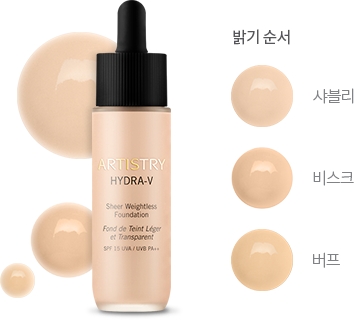 밝기 순서
샤블리
비스크
버프
ARTISTRY
HYDRA-V
Sheer Weightless
Foundation
Fond de Teint Léger
et Transparent
SPF 15 UVA / UVB PA++